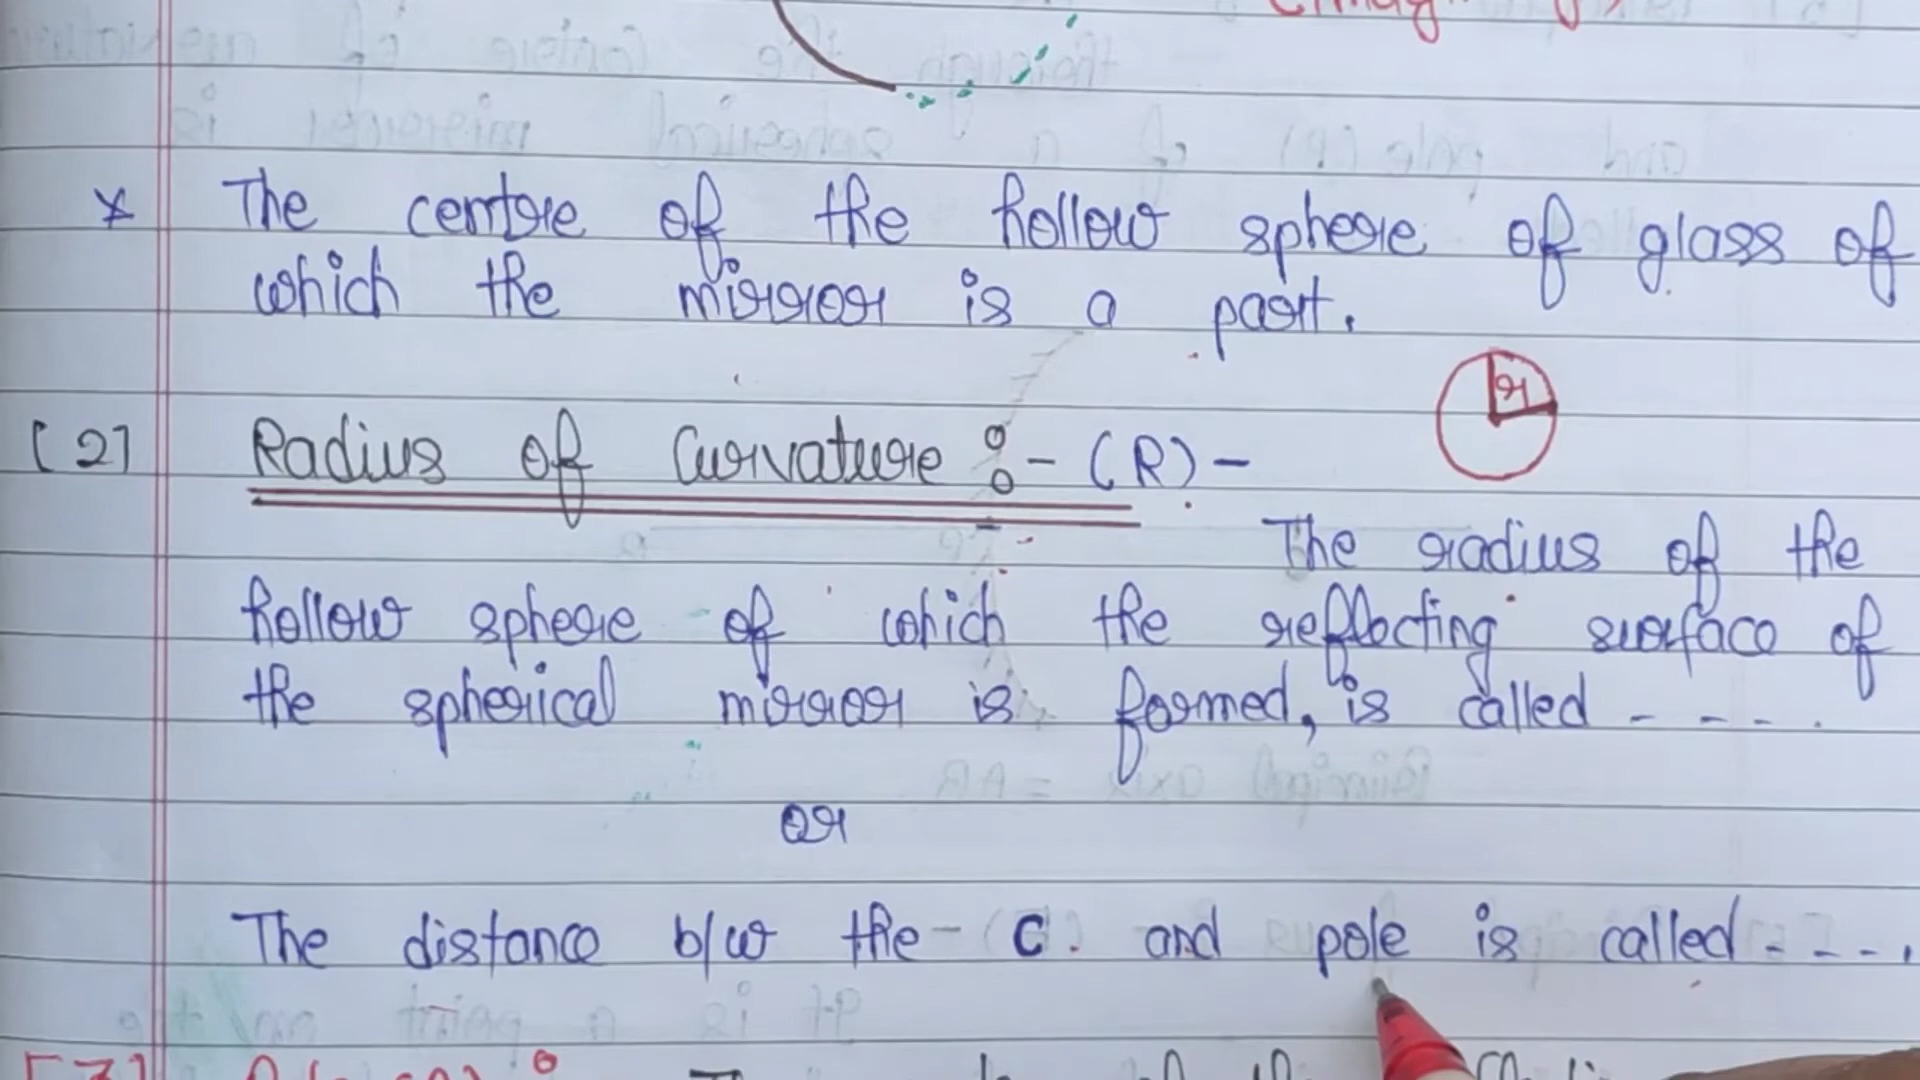 * The centre of the hollow sphere of glass of
which the mirror is a part.
r
[2] Radius of Curvature :- (R) -
The radius of the
hollow sphere of which the reflecting surface of
the spherical mirror is formed, is called - - - .
or
The distance b/w the - C. and pole is called - - - .
[3]